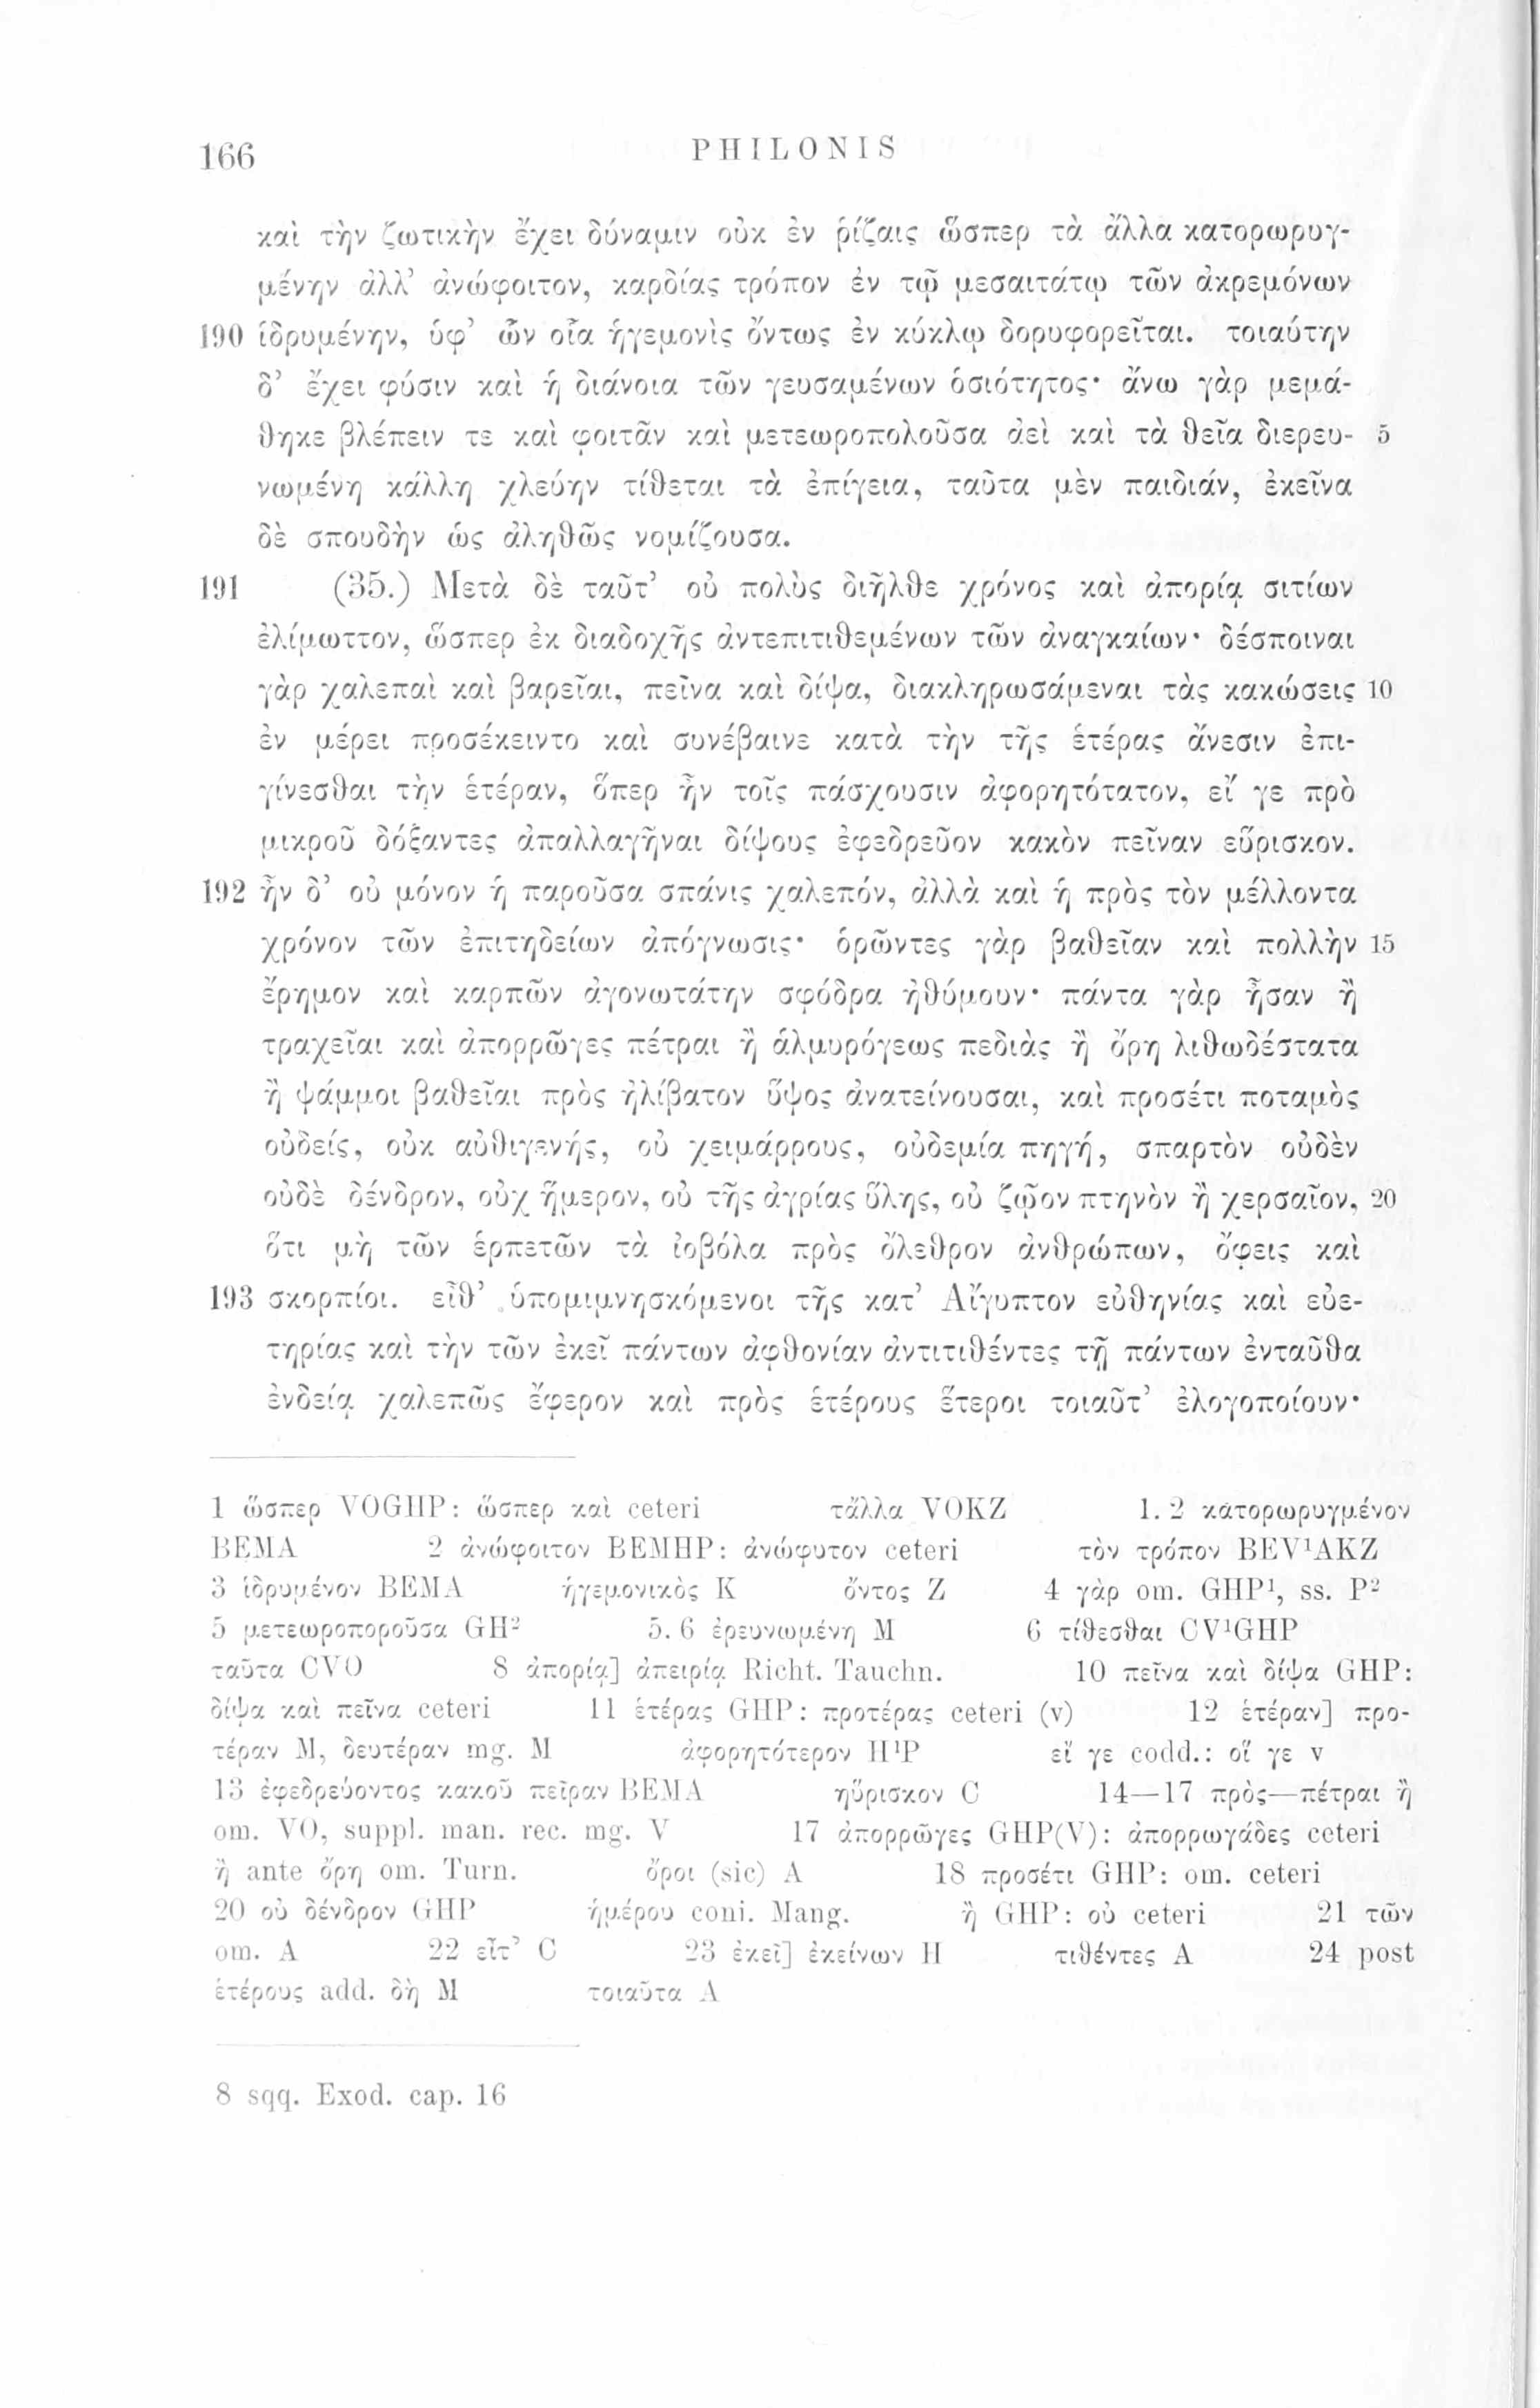 166 PHILONIS
καὶ τὴν ζωτικὴν ἔχει δύναμιν οὐκ ἐν ῥίζαις ὥσπερ τὰ ἄλλα κατορωρυγ-
μένην ἀλλ’ ἀνώφοιτον, καρδίας τρόπον ἐν τῷ μεσαιτάτῳ τῶν ἀκρεμόνων
190 ἱδρυμένην, ὑφ’ ὧν οἷα ἡγεμονὶς ὄντως ἐν κύκλῳ δορυφορεῖται. τοιαύτην
δ’ ἔχει φύσιν καὶ ἡ διάνοια τῶν γευσαμένων ὁσιότητος· ἄνω γὰρ μεμά-
θηκε βλέπειν τε καὶ φοιτᾶν καὶ μετεωροπολοῦσα ἀεὶ καὶ τὰ θεῖα διερευ- 5
νωμένη κάλλη χλεύην τίθεται τὰ ἐπίγεια, ταῦτα μὲν παιδιάν, ἐκεῖνα
δὲ σπουδὴν ὡς ἀληθῶς νομίζουσα.
191 (35.) Μετὰ δὲ ταῦτ’ οὐ πολὺς διῆλθε χρόνος καὶ ἀπορίᾳ σιτίων
ἐλίμωττον, ὥσπερ ἐκ διαδοχῆς ἀντεπιτιθεμένων τῶν ἀναγκαίων· δέσποιναι
γὰρ χαλεπαὶ καὶ βαρεῖαι, πεῖνα καὶ δίψα, διακληρωσάμεναι τὰς κακώσεις 10
ἐν μέρει προσέκειντο καὶ συνέβαινε κατὰ τὴν τῆς ἑτέρας ἄνεσιν ἐπι-
γίνεσθαι τὴν ἑτέραν, ὅπερ ἦν τοῖς πάσχουσιν ἀφορητότατον, εἴ γε πρὸ
μικροῦ δόξαντες ἀπαλλαγῆναι δίψους ἐφεδρεῦον κακὸν πεῖναν εὕρισκον.
192 ἦν δ’ οὐ μόνον ἡ παροῦσα σπάνις χαλεπόν, ἀλλὰ καὶ ἡ πρὸς τὸν μέλλοντα
χρόνον τῶν ἐπιτηδείων ἀπόγνωσις· ὁρῶντες γὰρ βαθεῖαν καὶ πολλὴν 15
ἔρημον καὶ καρπῶν ἀγονωτάτην σφόδρα ἠθύμουν· πάντα γὰρ ἦσαν ἢ
τραχεῖαι καὶ ἀπορρῶγες πέτραι ἢ ἁλμυρόγεως πεδιὰς ἢ ὄρη λιθωδέστατα
ἢ ψάμμοι βαθεῖαι πρὸς ἠλίβατον ὕψος ἀνατείνουσαι, καὶ προσέτι ποταμὸς
οὐδείς, οὐκ αὐθιγενής, οὐ χειμάρρους, οὐδεμία πηγή, σπαρτὸν οὐδὲν
οὐδὲ δένδρον, οὐχ ἥμερον, οὐ τῆς ἀγρίας ὕλης, οὐ ζῷον πτηνὸν ἢ χερσαῖον, 20
ὅτι μὴ τῶν ἑρπετῶν τὰ ἰοβόλα πρὸς ὄλεθρον ἀνθρώπων, ὄφεις καὶ
193 σκορπίοι. εἶθ’ ὑπομιμνησκόμενοι τῆς κατ’ Αἴγυπτον εὐθηνίας καὶ εὐε-
τηρίας καὶ τὴν τῶν ἐκεῖ πάντων ἀφθονίαν ἀντιτιθέντες τῇ πάντων ἐνταῦθα
ἐνδείᾳ χαλεπῶς ἔφερον καὶ πρὸς ἑτέρους ἕτεροι τοιαῦτ’ ἐλογοποίουν·
1 ὥσπερ VOGHP: ὥσπερ καὶ ceteri τἄλλα VOKZ 1. 2 κατορωρυγμένον
BEMA 2 ἀνώφοιτον BEMHP: ἀνώφυτον ceteri τὸν τρόπον BEV¹AKZ
3 ἱδρυμένον BEMA ἡγεμονικὸς K ὄντος Z 4 γὰρ om. GHP¹, ss. P²
5 μετεωροποροῦσα GH² 5. 6 ἐρευνωμένη M 6 τίθεσθαι CV¹GHP
ταῦτα CVO 8 ἀπορίᾳ] ἀπειρίᾳ Richt. Tauchn. 10 πεῖνα καὶ δίψα GHP:
δίψα καὶ πεῖνα ceteri 11 ἑτέρας GHP: προτέρας ceteri (v) 12 ἑτέραν] προ-
τέραν M, δευτέραν mg. M ἀφορητότερον H¹P εἴ γε codd.: οἵ γε v
13 ἐφεδρεύοντος κακοῦ πεῖραν BEMA ηὕρισκον C 14—17 πρὸς—πέτραι ἢ
om. VO, suppl. man. rec. mg. V 17 ἀπορρῶγες GHP(V): ἀπορρωγάδες ceteri
ἢ ante ὄρη om. Turn. ὄροι (sic) A 18 προσέτι GHP: om. ceteri
20 οὐ δένδρον GHP ἡμέρου coni. Mang. ἢ GHP: οὐ ceteri 21 τῶν
om. A 22 εἶτ’ C 23 ἐκεῖ] ἐκείνων H τιθέντες A 24 post
ἑτέρους add. δὴ M τοιαῦτα A
8 sqq. Exod. cap. 16